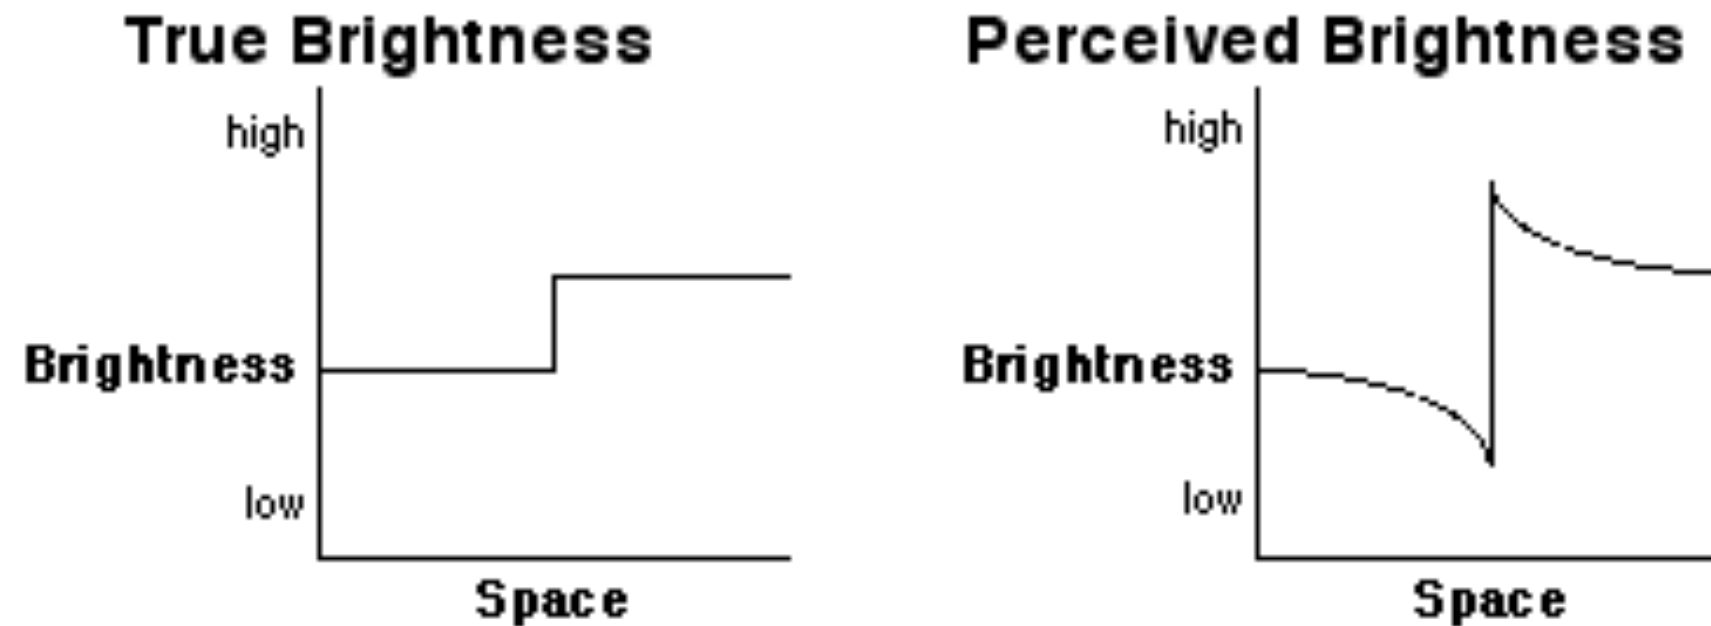 True Brightness
high
Brightness
low
Space
Perceived Brightness
high
Brightness
low
Space